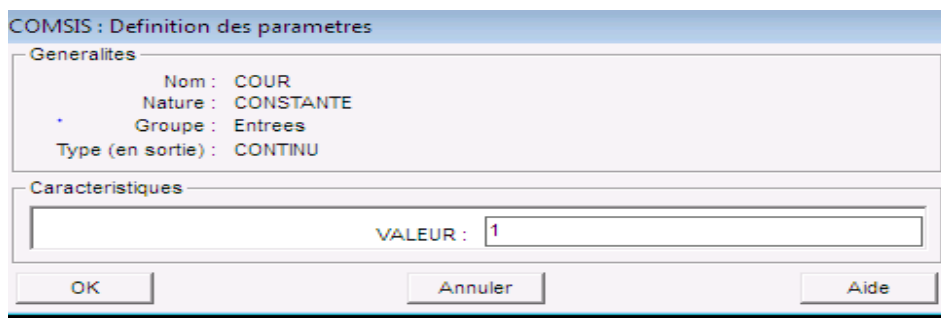 COMSIS : Definition des parametres
Generalites
Nom : COUR
Nature : CONSTANTE
Groupe : Entrees
Type (en sortie) : CONTINU
Caracteristiques
VALEUR : 1
OK Annuler Aide